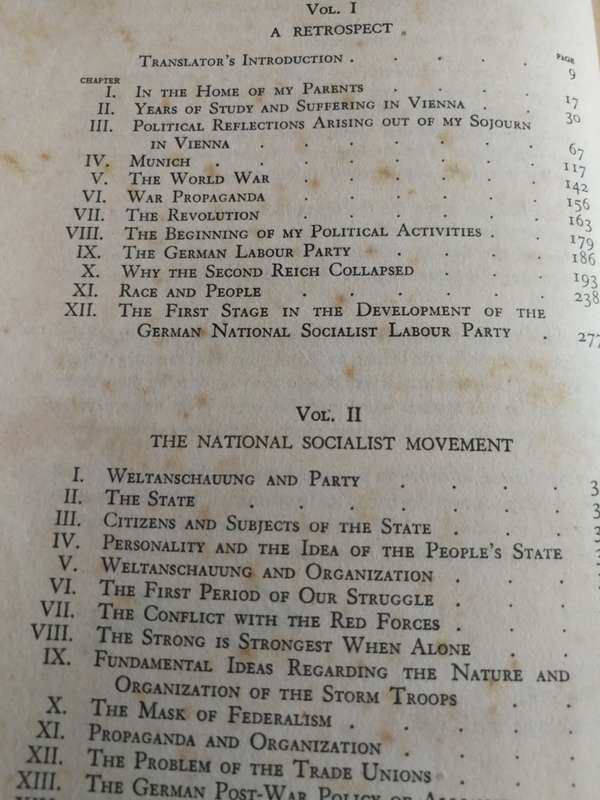 Vol. I
A RETROSPECT
PAGE
Translator's Introduction . . . . . 9
CHAPTER
I. In the Home of my Parents . . . . 17
II. Years of Study and Suffering in Vienna . . 30
III. Political Reflections Arising out of my Sojourn
in Vienna . . . . . . 67
IV. Munich . . . . . . . 117
V. The World War . . . . . 142
VI. War Propaganda . . . . . 156
VII. The Revolution . . . . . 163
VIII. The Beginning of my Political Activities . . 179
IX. The German Labour Party . . . . 186
X. Why the Second Reich Collapsed . . . 193
XI. Race and People . . . . . 238
XII. The First Stage in the Development of the
German National Socialist Labour Party . 277
Vol. II
THE NATIONAL SOCIALIST MOVEMENT
I. Weltanschauung and Party . . . .
II. The State . . . . . .
III. Citizens and Subjects of the State . . .
IV. Personality and the Idea of the People's State
V. Weltanschauung and Organization . . .
VI. The First Period of Our Struggle . . .
VII. The Conflict with the Red Forces . . .
VIII. The Strong is Strongest When Alone . .
IX. Fundamental Ideas Regarding the Nature and
Organization of the Storm Troops . .
X. The Mask of Federalism . . . .
XI. Propaganda and Organization . . .
XII. The Problem of the Trade Unions . .
XIII. The German Post-War Policy of